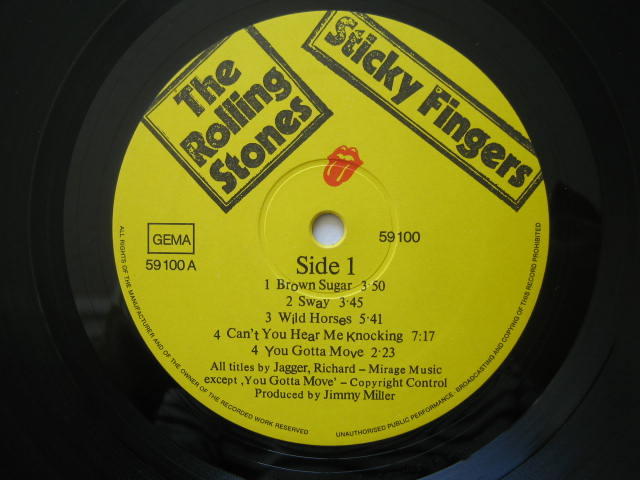 The
Rolling
Stones
Sticky Fingers
GEMA
59100 A
59100
Side 1
1 Brown Sugar 3·50
2 Sway 3·45
3 Wild Horses 5·41
4 Can't You Hear Me Knocking 7·17
4 You Gotta Move 2·23
All titles by Jagger, Richard – Mirage Music
except ‚You Gotta Move' – Copyright Control
Produced by Jimmy Miller
ALL RIGHTS OF THE MANUFACTURER AND OF THE OWNER OF THE RECORDED WORK RESERVED
UNAUTHORISED PUBLIC PERFORMANCE · BROADCASTING AND COPYING OF THIS RECORD PROHIBITED